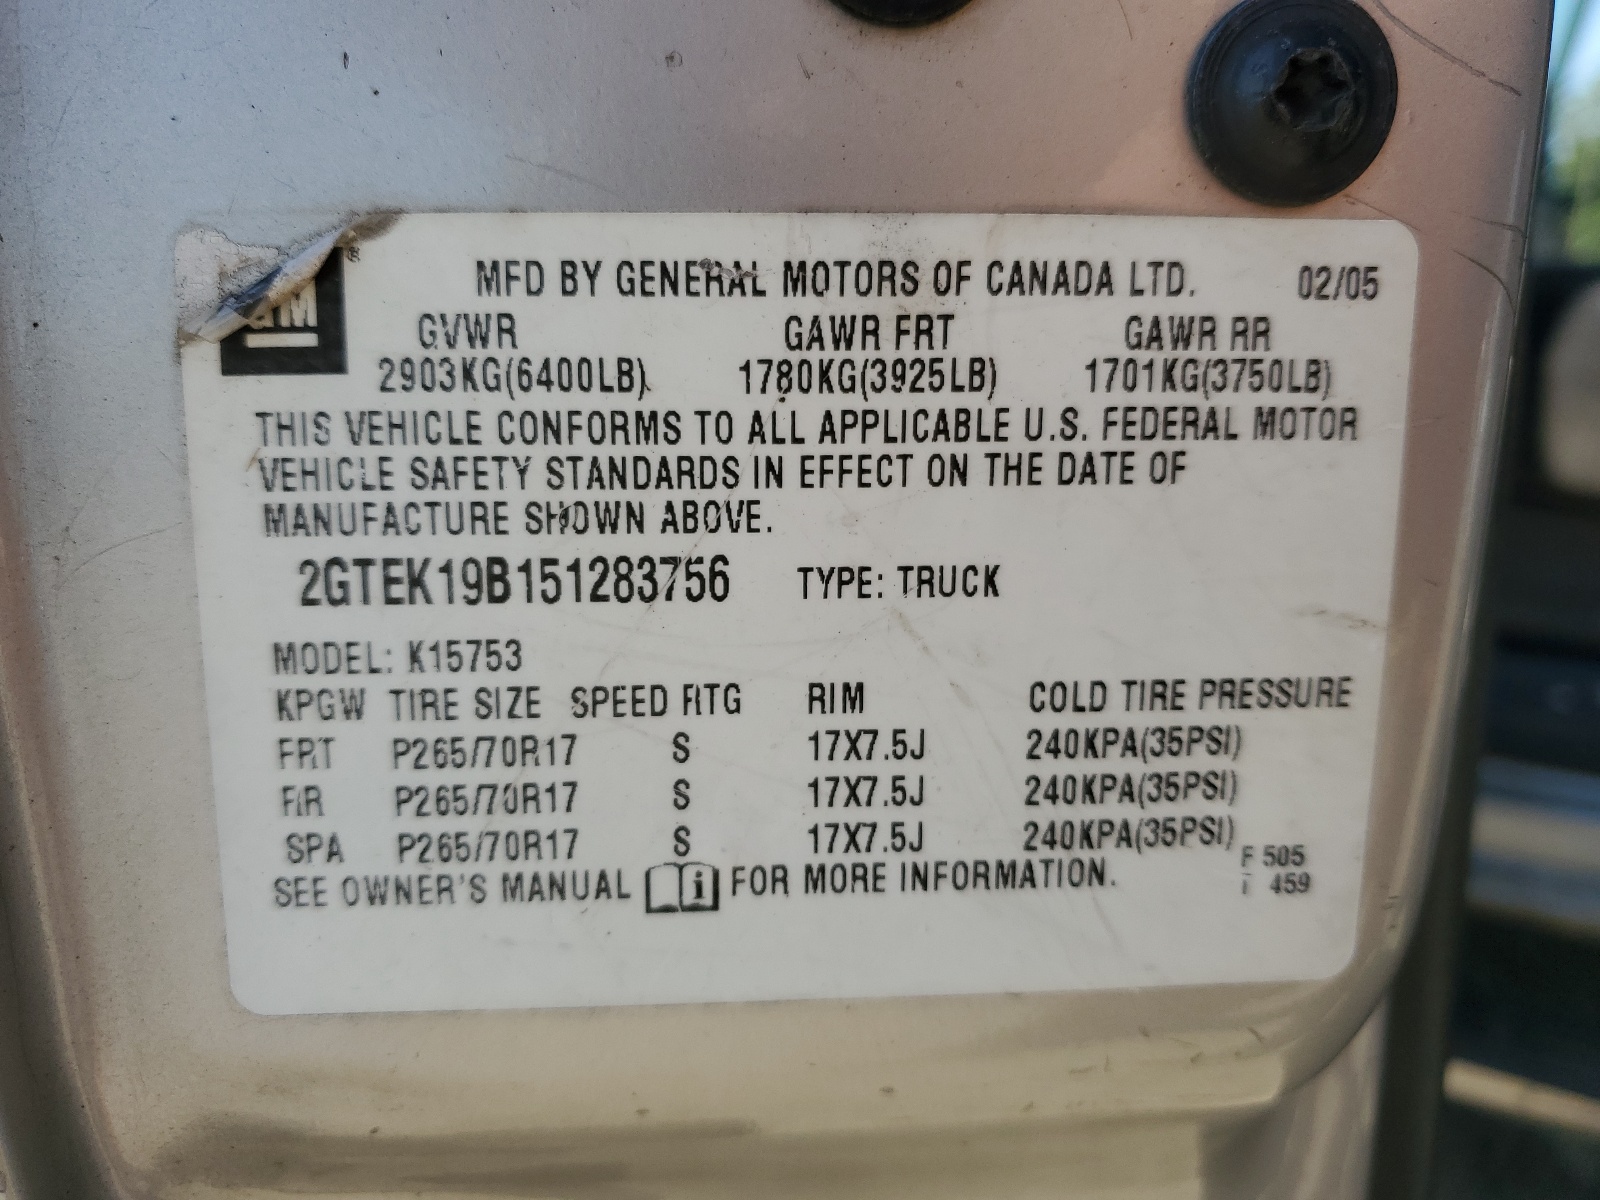 GM ®
MFD BY GENERAL MOTORS OF CANADA LTD. 02/05
GVWR GAWR FRT GAWR RR
2903KG(6400LB) 1780KG(3925LB) 1701KG(3750LB)
THIS VEHICLE CONFORMS TO ALL APPLICABLE U.S. FEDERAL MOTOR
VEHICLE SAFETY STANDARDS IN EFFECT ON THE DATE OF
MANUFACTURE SHOWN ABOVE.
2GTEK19B151283756 TYPE: TRUCK
MODEL: K15753
KPGW TIRE SIZE SPEED RTG RIM COLD TIRE PRESSURE
FRT P265/70R17 S 17X7.5J 240KPA(35PSI)
RR P265/70R17 S 17X7.5J 240KPA(35PSI)
SPA P265/70R17 S 17X7.5J 240KPA(35PSI)
SEE OWNER'S MANUAL i FOR MORE INFORMATION.
F 505
459